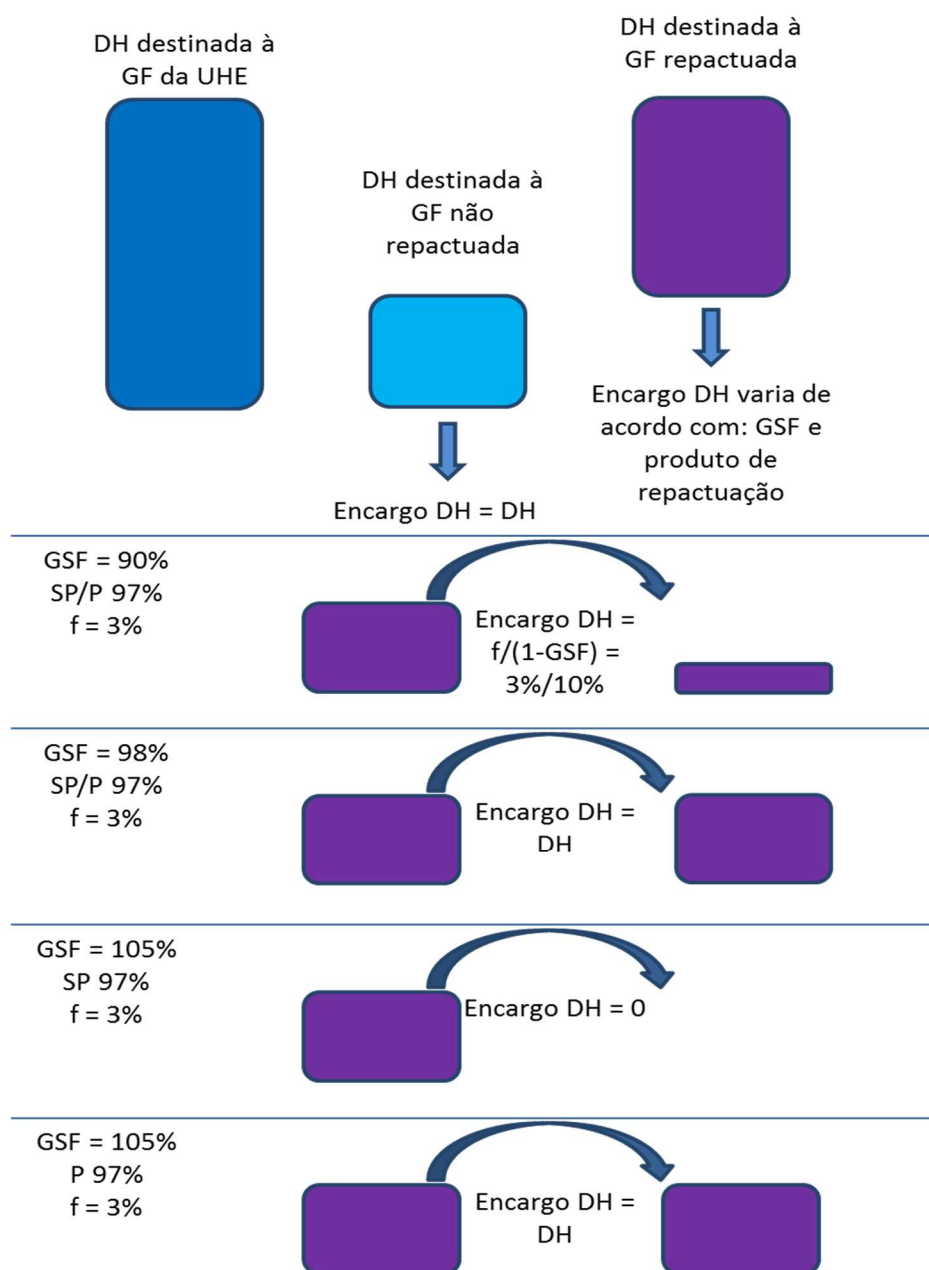 DH destinada à
GF da UHE
DH destinada à
GF não
repactuada
DH destinada à
GF repactuada
Encargo DH = DH
Encargo DH varia de
acordo com: GSF e
produto de
repactuação
GSF = 90%
SP/P 97%
f = 3%
Encargo DH =
f/(1-GSF) =
3%/10%
GSF = 98%
SP/P 97%
f = 3%
Encargo DH =
DH
GSF = 105%
SP 97%
f = 3%
Encargo DH = 0
GSF = 105%
P 97%
f = 3%
Encargo DH =
DH